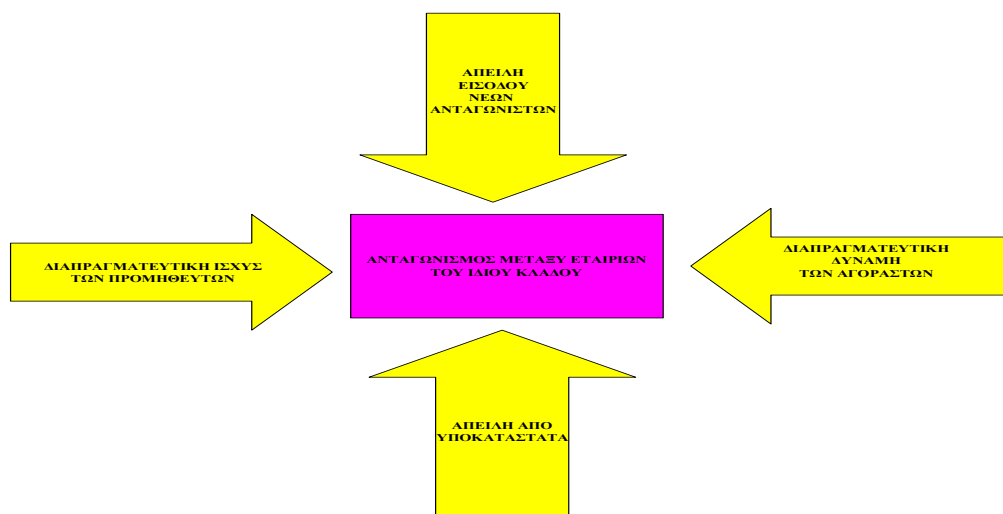 ΑΠΕΙΛΗ
ΕΙΣΟΔΟΥ
ΝΕΩΝ
ΑΝΤΑΓΩΝΙΣΤΩΝ
ΔΙΑΠΡΑΓΜΑΤΕΥΤΙΚΗ ΙΣΧΥΣ
ΤΩΝ ΠΡΟΜΗΘΕΥΤΩΝ
ΑΝΤΑΓΩΝΙΣΜΟΣ ΜΕΤΑΞΥ ΕΤΑΙΡΙΩΝ
ΤΟΥ ΙΔΙΟΥ ΚΛΑΔΟΥ
ΔΙΑΠΡΑΓΜΑΤΕΥΤΙΚΗ
ΔΥΝΑΜΗ
ΤΩΝ ΑΓΟΡΑΣΤΩΝ
ΑΠΕΙΛΗ ΑΠΟ
ΥΠΟΚΑΤΑΣΤΑΤΑ